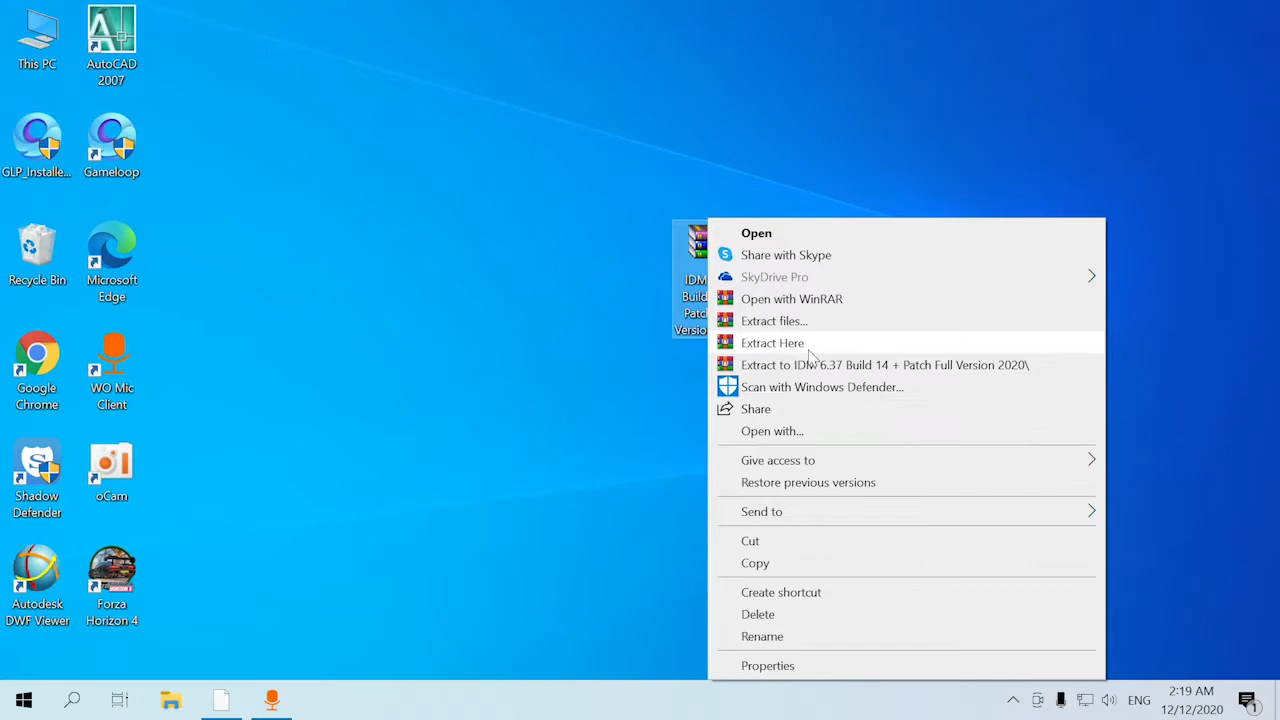 This PC
AutoCAD
2007
GLP_Installe...
Gameloop
Recycle Bin
Microsoft
Edge
Google
Chrome
WO Mic
Client
Shadow
Defender
oCam
Autodesk
DWF Viewer
Forza
Horizon 4
IDM
Build
Patc
Versio
Open
Share with Skype
SkyDrive Pro
Open with WinRAR
Extract files...
Extract Here
Extract to IDM 6.37 Build 14 + Patch Full Version 2020\
Scan with Windows Defender...
Share
Open with...
Give access to
Restore previous versions
Send to
Cut
Copy
Create shortcut
Delete
Rename
Properties
ENG
2:19 AM
12/12/2020
1